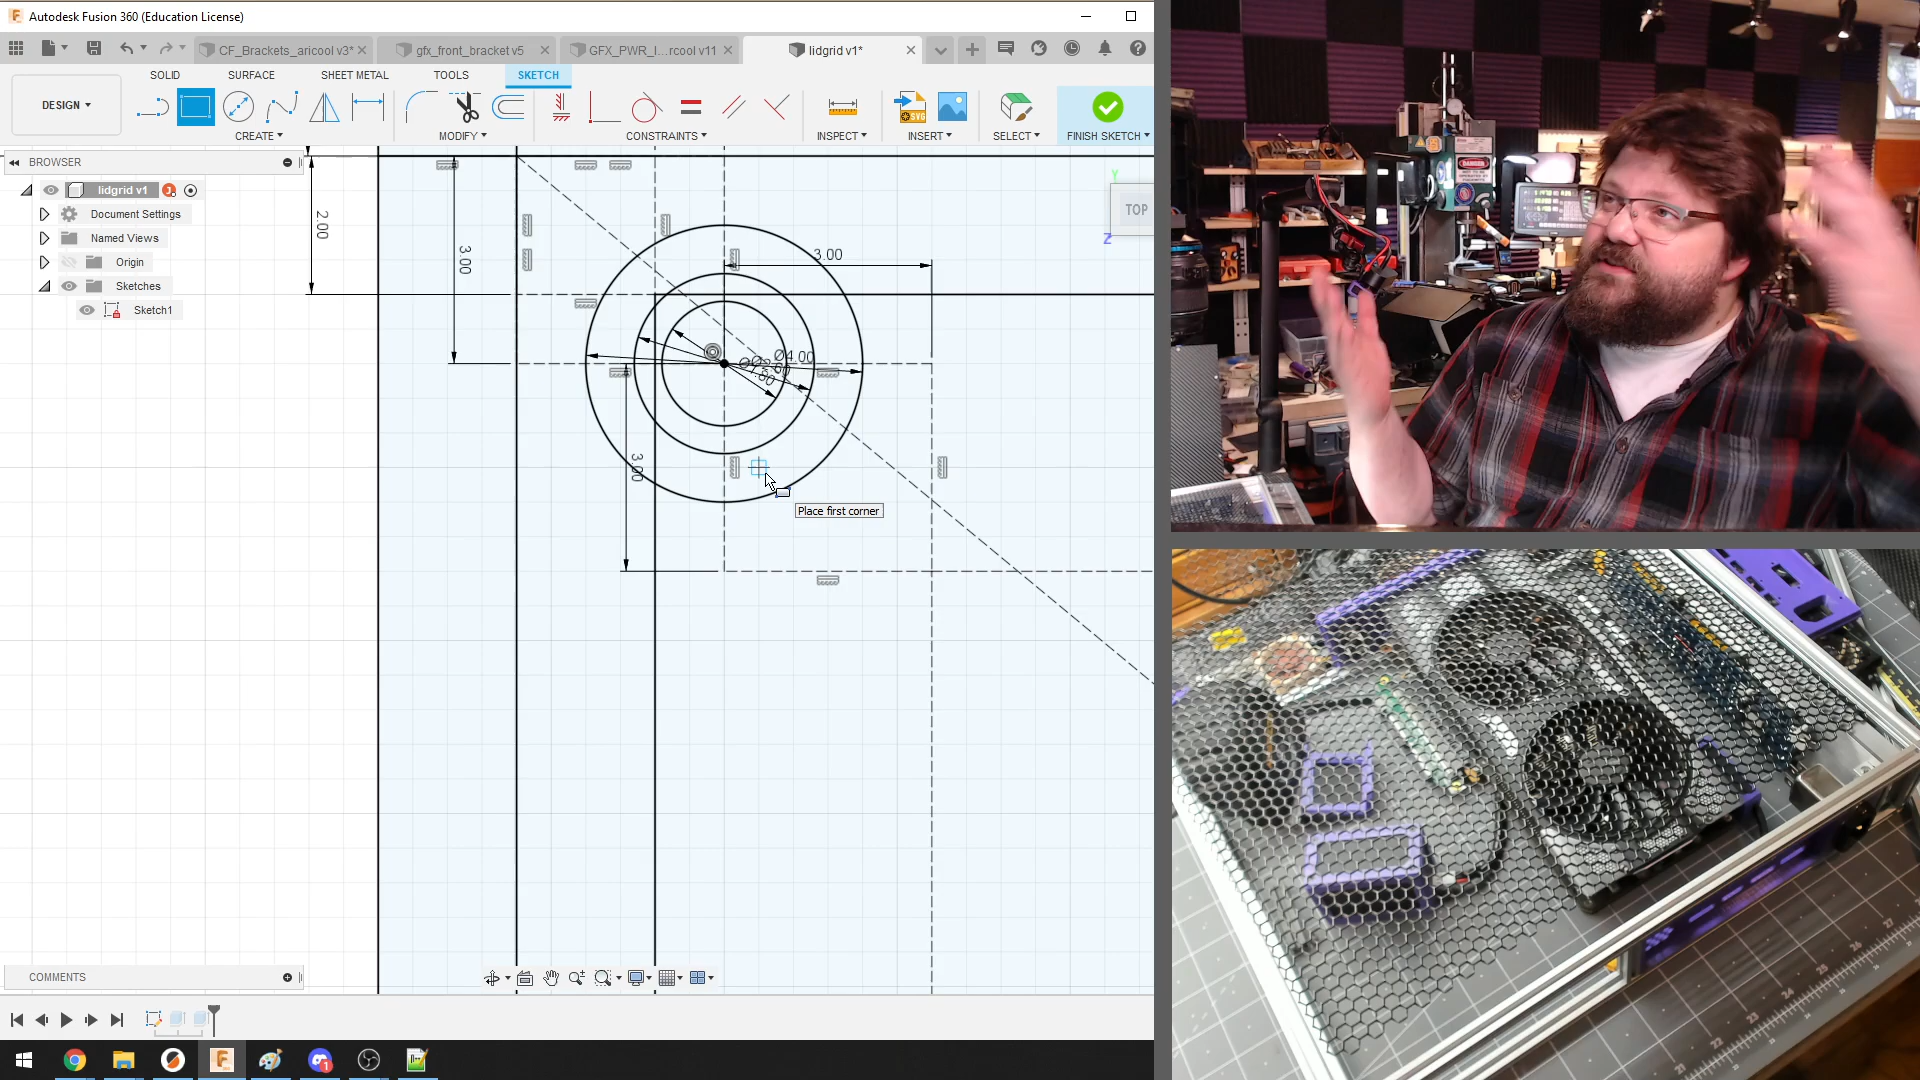 Autodesk Fusion 360 (Education License)
CF_Brackets_aricool v3*
gfx_front_bracket v5
GFX_PWR_I...rcool v11
lidgrid v1*
SOLID
SURFACE
SHEET METAL
TOOLS
SKETCH
DESIGN
CREATE
MODIFY
CONSTRAINTS
INSPECT
INSERT
SELECT
FINISH SKETCH
BROWSER
lidgrid v1
Document Settings
Named Views
Origin
Sketches
Sketch1
2.00
3.00
3.00
3.00
Ø4.00
Place first corner
TOP
Y
Z
COMMENTS
DANGER